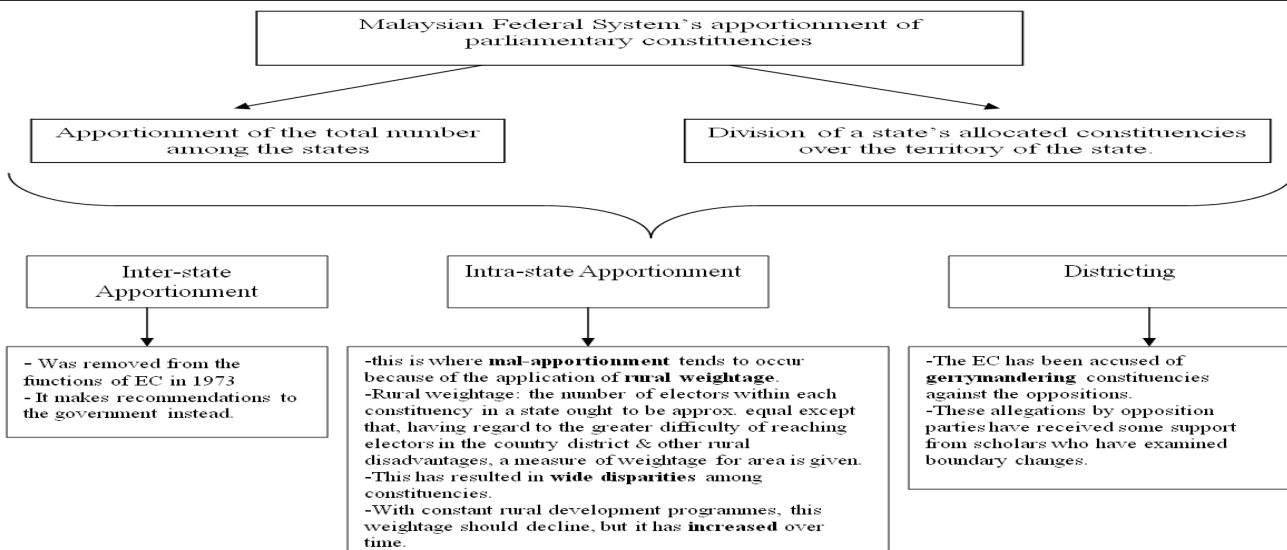 Malaysian Federal System's apportionment of
parliamentary constituencies
Apportionment of the total number
among the states
Division of a state's allocated constituencies
over the territory of the state.
Inter-state
Apportionment
Intra-state Apportionment
Districting
- Was removed from the
functions of EC in 1973
- It makes recommendations to
the government instead.
-this is where mal-apportionment tends to occur
because of the application of rural weightage.
-Rural weightage: the number of electors within each
constituency in a state ought to be approx. equal except
that, having regard to the greater difficulty of reaching
electors in the country district & other rural
disadvantages, a measure of weightage for area is given.
-This has resulted in wide disparities among
constituencies.
-With constant rural development programmes, this
weightage should decline, but it has increased over
time.
-The EC has been accused of
gerrymandering constituencies
against the oppositions.
-These allegations by opposition
parties have received some support
from scholars who have examined
boundary changes.